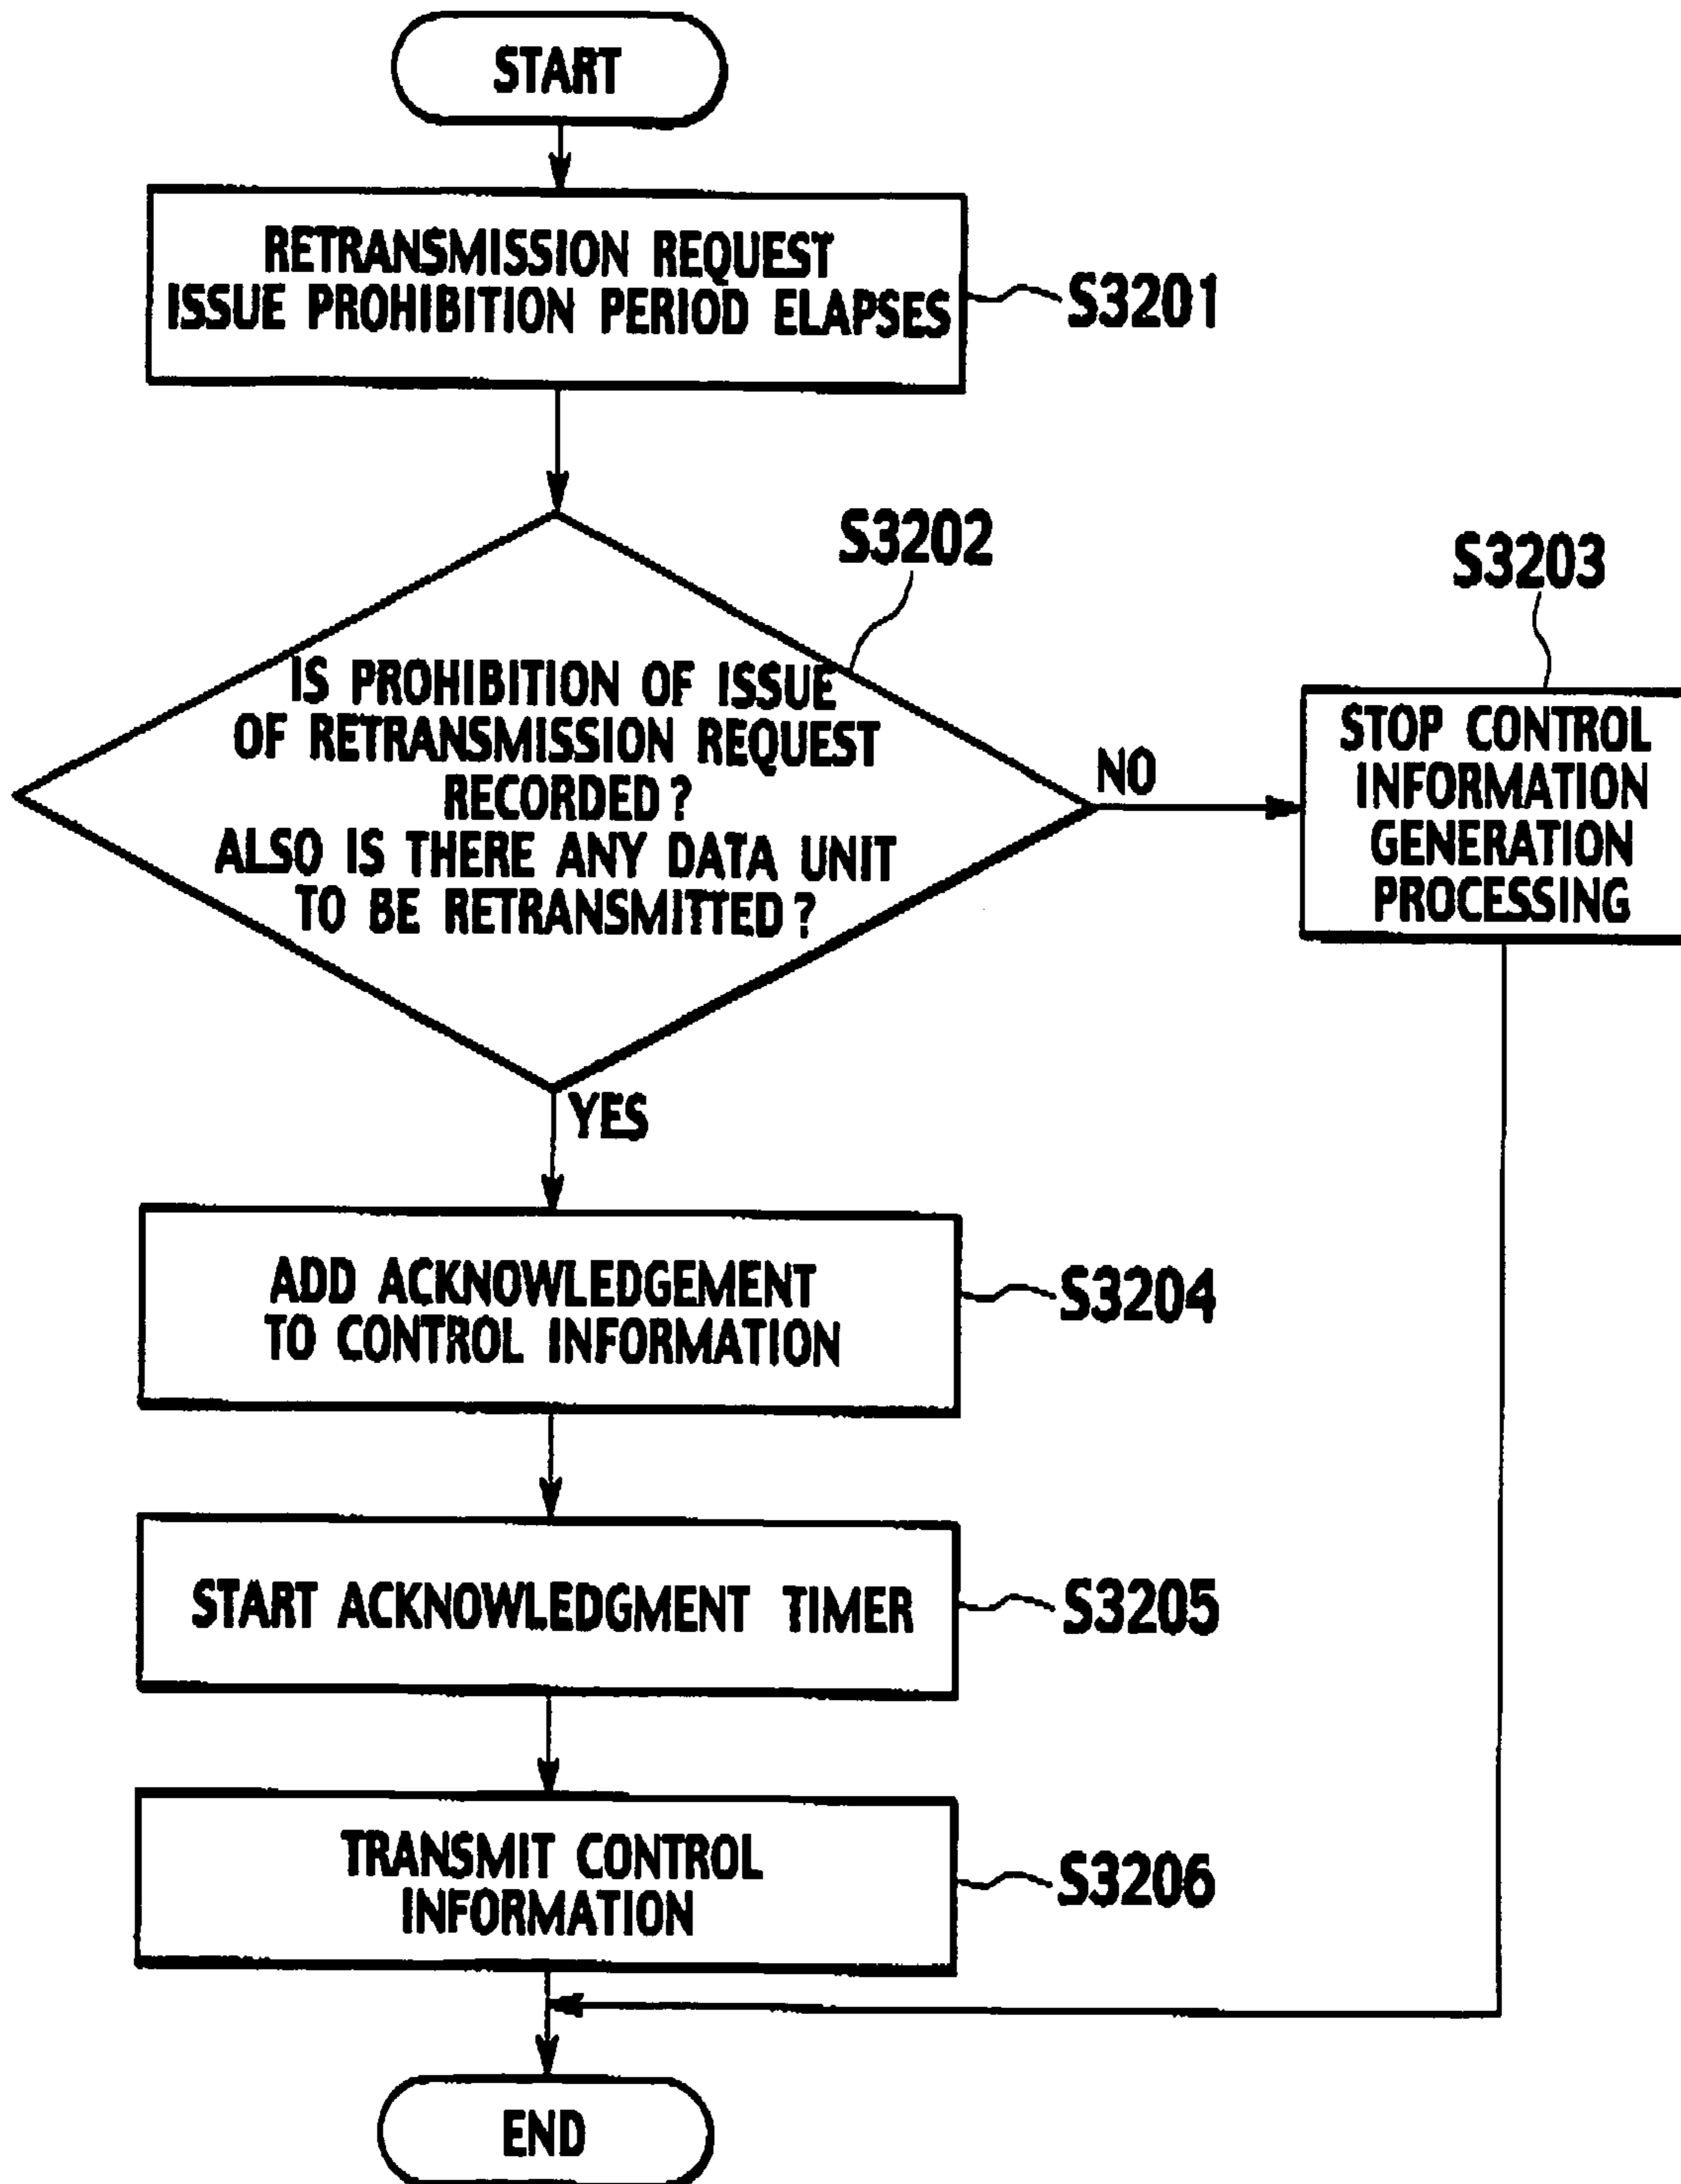 START
RETRANSMISSION REQUEST
ISSUE PROHIBITION PERIOD ELAPSES
S3201
S3202
IS PROHIBITION OF ISSUE
OF RETRANSMISSION REQUEST
RECORDED?
ALSO IS THERE ANY DATA UNIT
TO BE RETRANSMITTED?
NO
S3203
STOP CONTROL
INFORMATION
GENERATION
PROCESSING
YES
ADD ACKNOWLEDGEMENT
TO CONTROL INFORMATION
S3204
START ACKNOWLEDGMENT TIMER
S3205
TRANSMIT CONTROL
INFORMATION
S3206
END